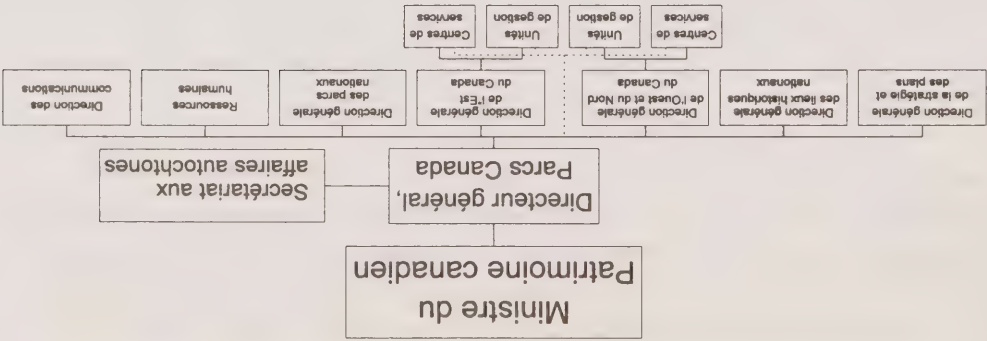 Ministre du
Patrimoine canadien
Directeur général,
Parcs Canada
Secrétariat aux
affaires autochtones
Direction générale
de la stratégie et
des plans
Direction générale
des lieux historiques
nationaux
Direction générale
de l'Ouest et du Nord
du Canada
Direction générale
de l'Est
du Canada
Direction générale
des parcs
nationaux
Ressources
humaines
Direction des
communications
Centres de
services
Unités
de gestion
Unités
de gestion
Centres de
services